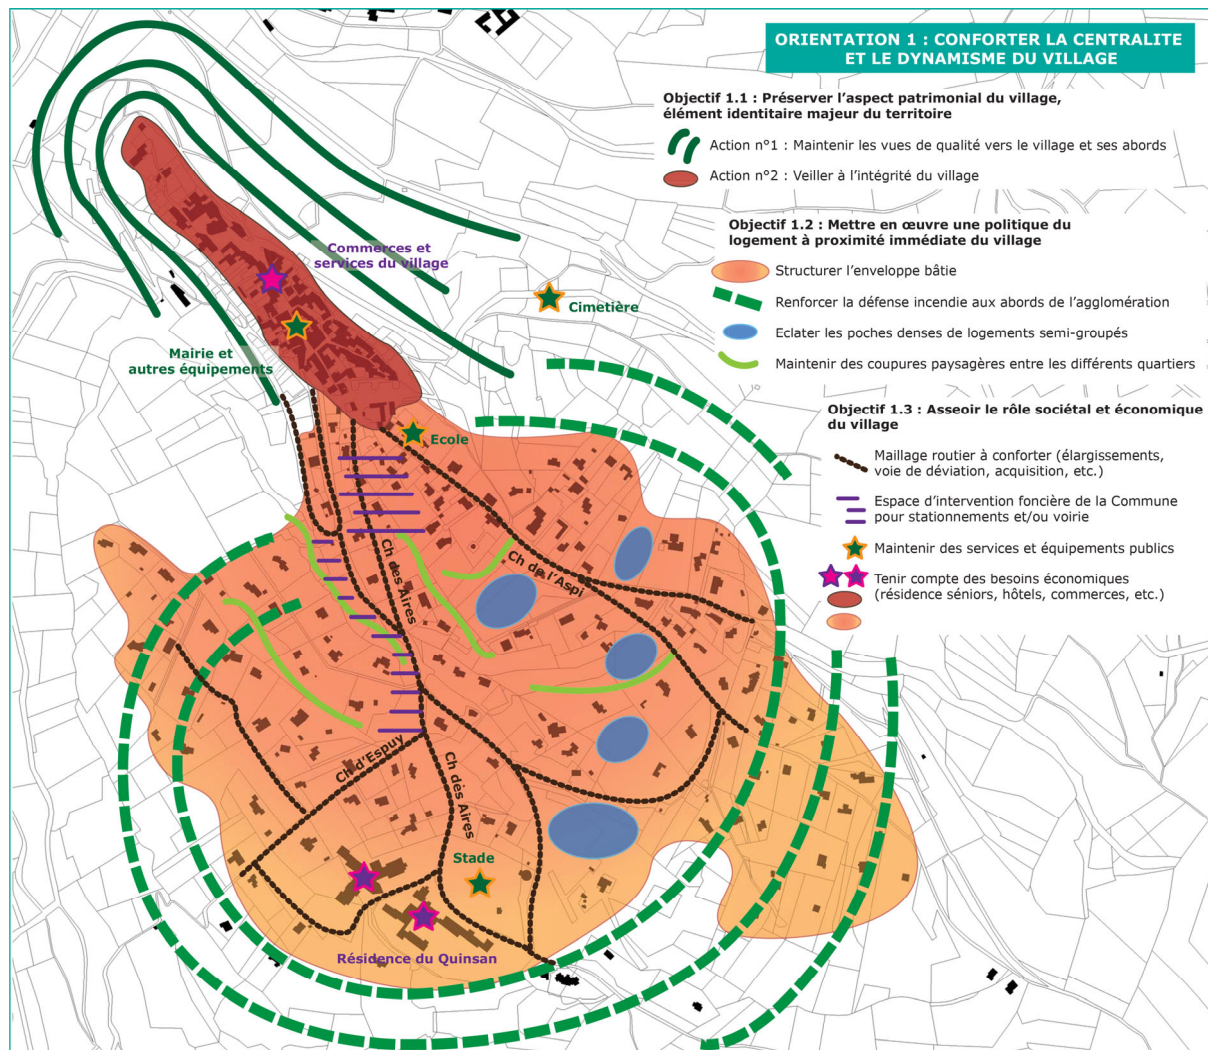 ORIENTATION 1 : CONFORTER LA CENTRALITE
ET LE DYNAMISME DU VILLAGE
Objectif 1.1 : Préserver l'aspect patrimonial du village,
élément identitaire majeur du territoire
Action n°1 : Maintenir les vues de qualité vers le village et ses abords
Action n°2 : Veiller à l'intégrité du village
Objectif 1.2 : Mettre en œuvre une politique du
logement à proximité immédiate du village
Structurer l'enveloppe bâtie
Renforcer la défense incendie aux abords de l'agglomération
Eclater les poches denses de logements semi-groupés
Maintenir des coupures paysagères entre les différents quartiers
Objectif 1.3 : Asseoir le rôle sociétal et économique
du village
Maillage routier à conforter (élargissements,
voie de déviation, acquisition, etc.)
Espace d'intervention foncière de la Commune
pour stationnements et/ou voirie
Maintenir des services et équipements publics
Tenir compte des besoins économiques
(résidence séniors, hôtels, commerces, etc.)
Commerces et
services du village
Cimetière
Mairie et
autres équipements
Ecole
Ch des Aires
Ch de l'Aspi
Ch d'Espuy
Ch des Aires
Stade
Résidence du Quinsan